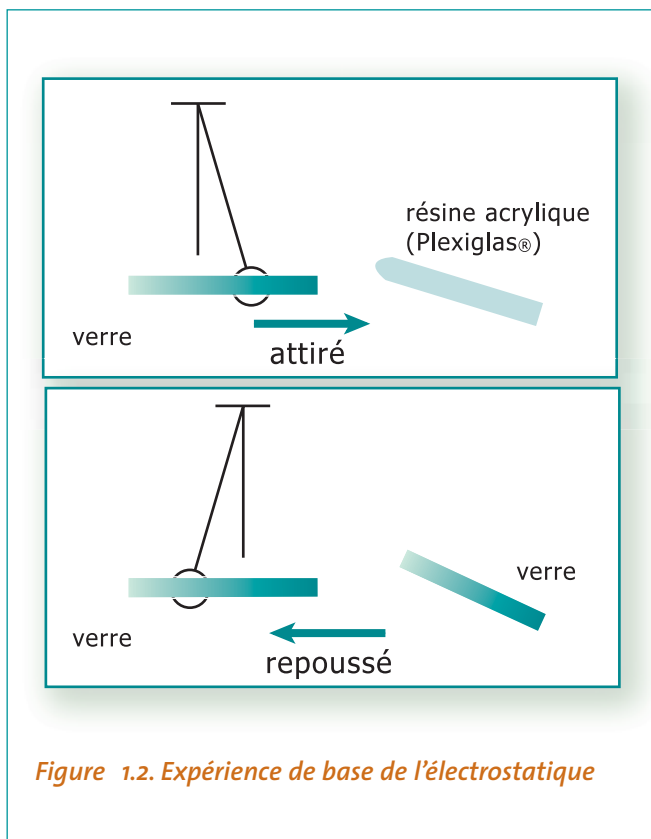 résine acrylique
(Plexiglas®)
verre
attiré
verre
verre
repoussé
Figure 1.2. Expérience de base de l'électrostatique